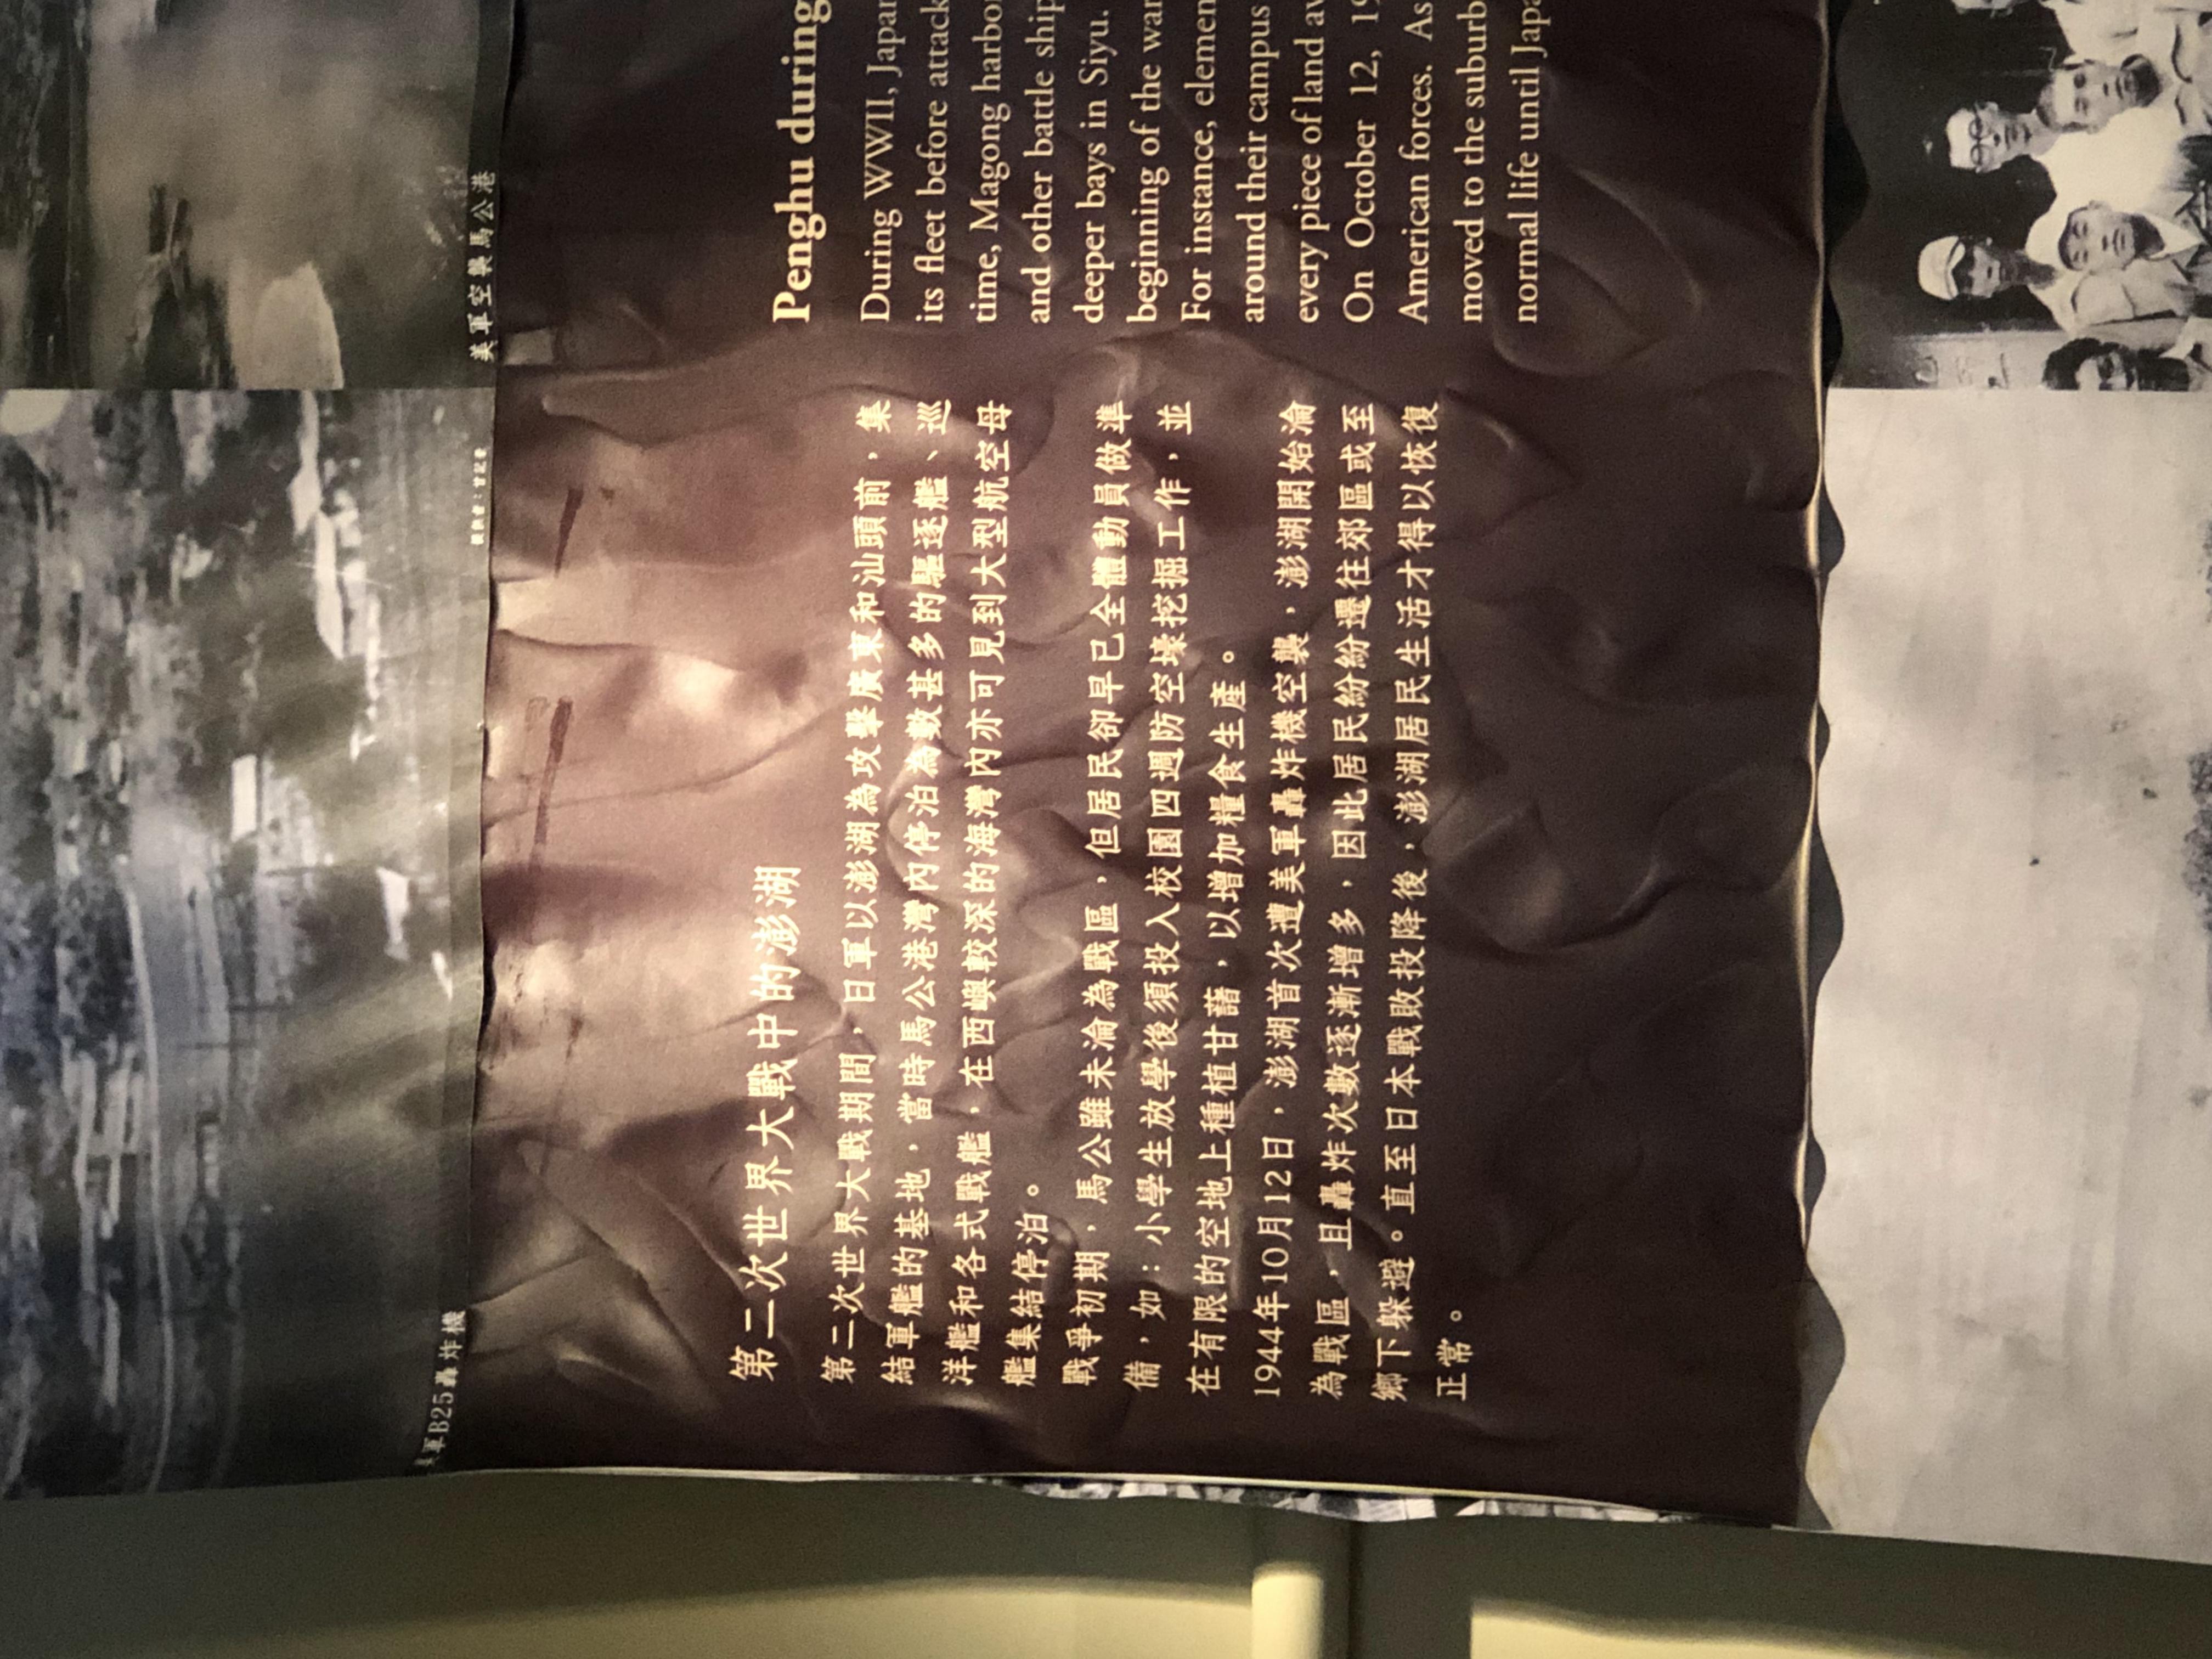 美軍B25轟炸機
美軍空襲馬公港
第二次世界大戰中的澎湖
第二次世界大戰期間，日軍以澎湖為攻擊廣東和汕頭前，集
結軍艦的基地，當時馬公港灣內停泊為數甚多的驅逐艦、巡
洋艦和各式戰艦，在西嶼較深的海灣內亦可見到大型航空母
艦集結停泊。
戰爭初期，馬公雖未淪為戰區，但居民卻早已全體動員做準
備，如：小學生放學後須投入校園四週防空壕挖掘工作，並
在有限的空地上種植甘藷，以增加糧食生產。
1944年10月12日，澎湖首次遭美軍轟炸機空襲，澎湖開始淪
為戰區，且轟炸次數逐漸增多，因此居民紛紛遷往郊區或至
鄉下躲避。直至日本戰敗投降後，澎湖居民生活才得以恢復
正常。
Penghu during
During WWII, Japan
its fleet before attack
time, Magong harbo
and other battle ship
deeper bays in Siyu.
beginning of the war
For instance, elemen
around their campus
every piece of land av
On October 12, 19
American forces. As
moved to the suburb
normal life until Japa